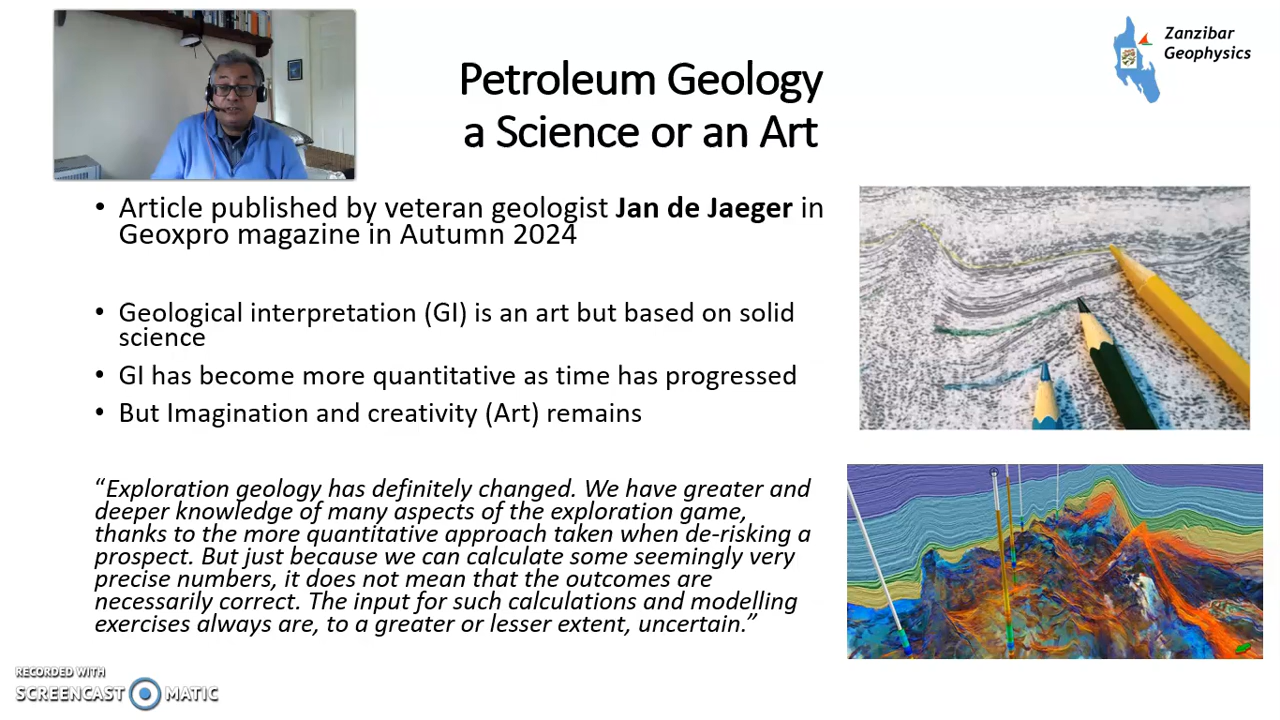 Zanzibar
Geophysics
Petroleum Geology
a Science or an Art
• Article published by veteran geologist Jan de Jaeger in
Geoxpro magazine in Autumn 2024
• Geological interpretation (GI) is an art but based on solid
science
• GI has become more quantitative as time has progressed
• But Imagination and creativity (Art) remains
“Exploration geology has definitely changed. We have greater and
deeper knowledge of many aspects of the exploration game,
thanks to the more quantitative approach taken when de-risking a
prospect. But just because we can calculate some seemingly very
precise numbers, it does not mean that the outcomes are
necessarily correct. The input for such calculations and modelling
exercises always are, to a greater or lesser extent, uncertain.”
RECORDED WITH
SCREENCAST MATIC